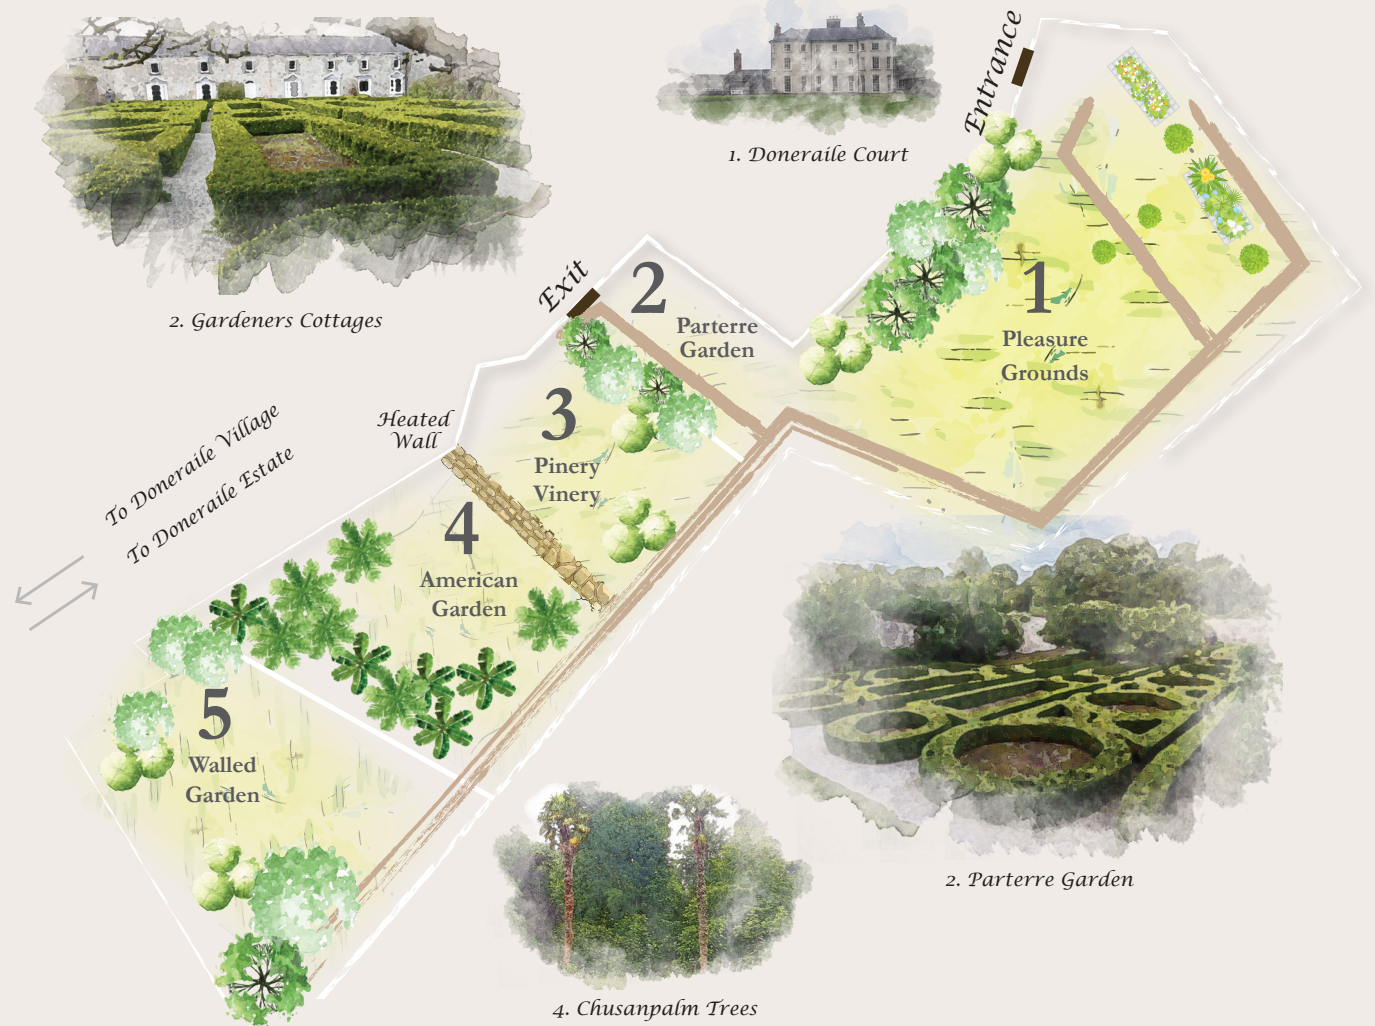 1. Doneraile Court
Entrance
2. Gardeners Cottages
Exit
2
Parterre
Garden
1
Pleasure
Grounds
Heated
Wall
3
Pinery
Vinery
To Doneraile Village
To Doneraile Estate
4
American
Garden
5
Walled
Garden
2. Parterre Garden
4. Chusanpalm Trees